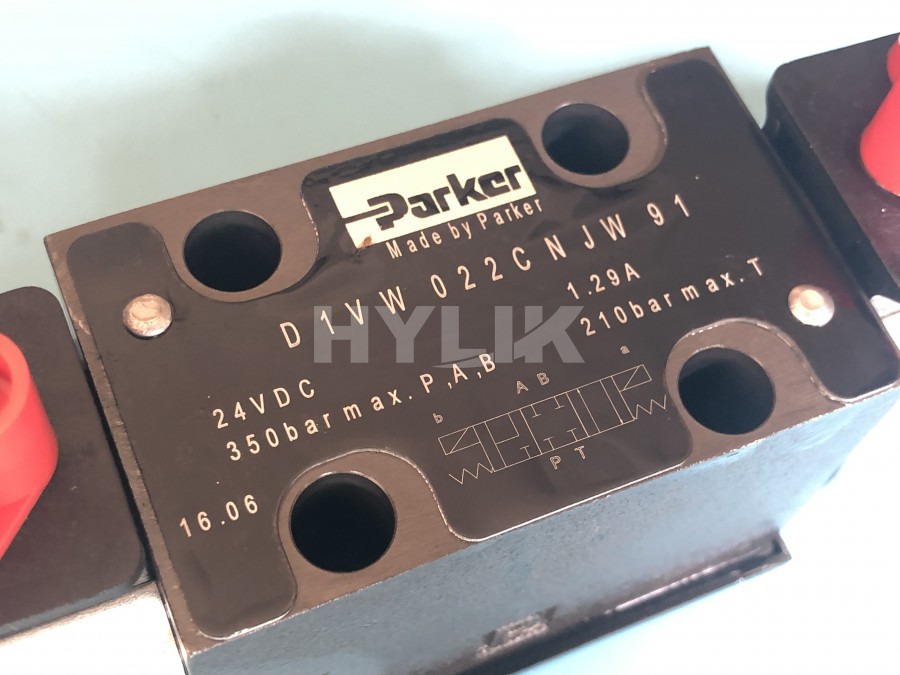 Parker
Made by Parker
D1VW 022CNJW 91
HYLIK
24VDC 1.29A
350bar max. P,A,B 210bar max. T
a
b AB
PT
16.06